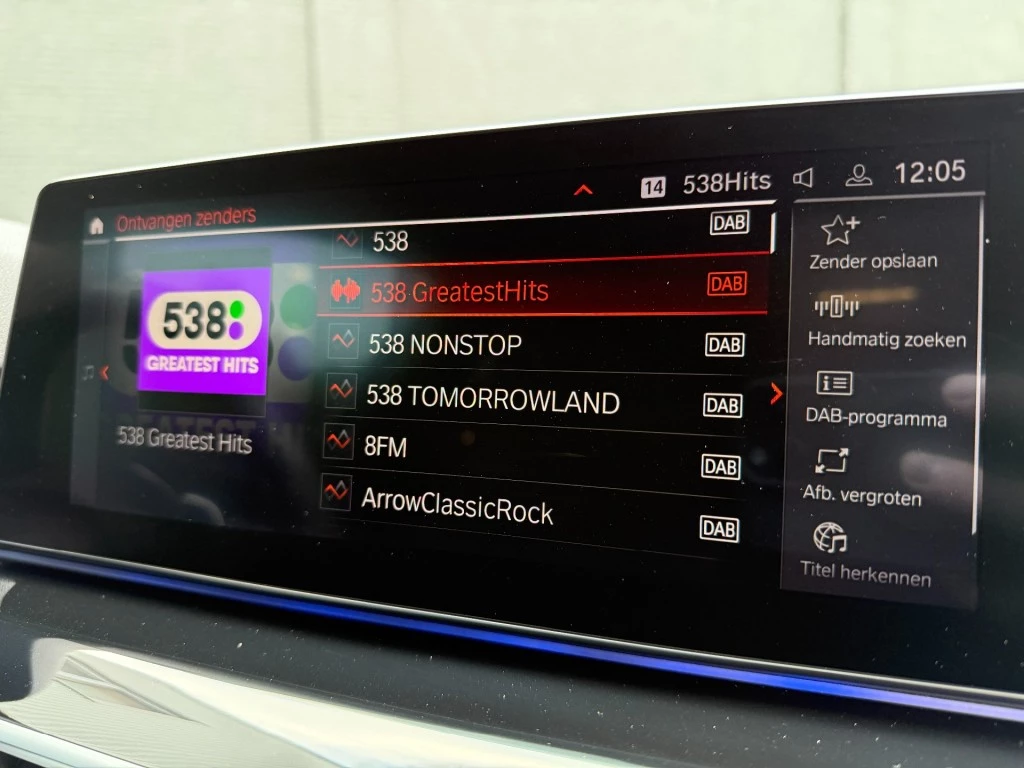 14 538Hits 12:05
Ontvangen zenders
538 DAB
538 GreatestHits DAB
538 NONSTOP DAB
538 TOMORROWLAND DAB
8FM DAB
ArrowClassicRock DAB
538:
GREATEST HITS
538 Greatest Hits
Zender opslaan
Handmatig zoeken
DAB-programma
Afb. vergroten
Titel herkennen